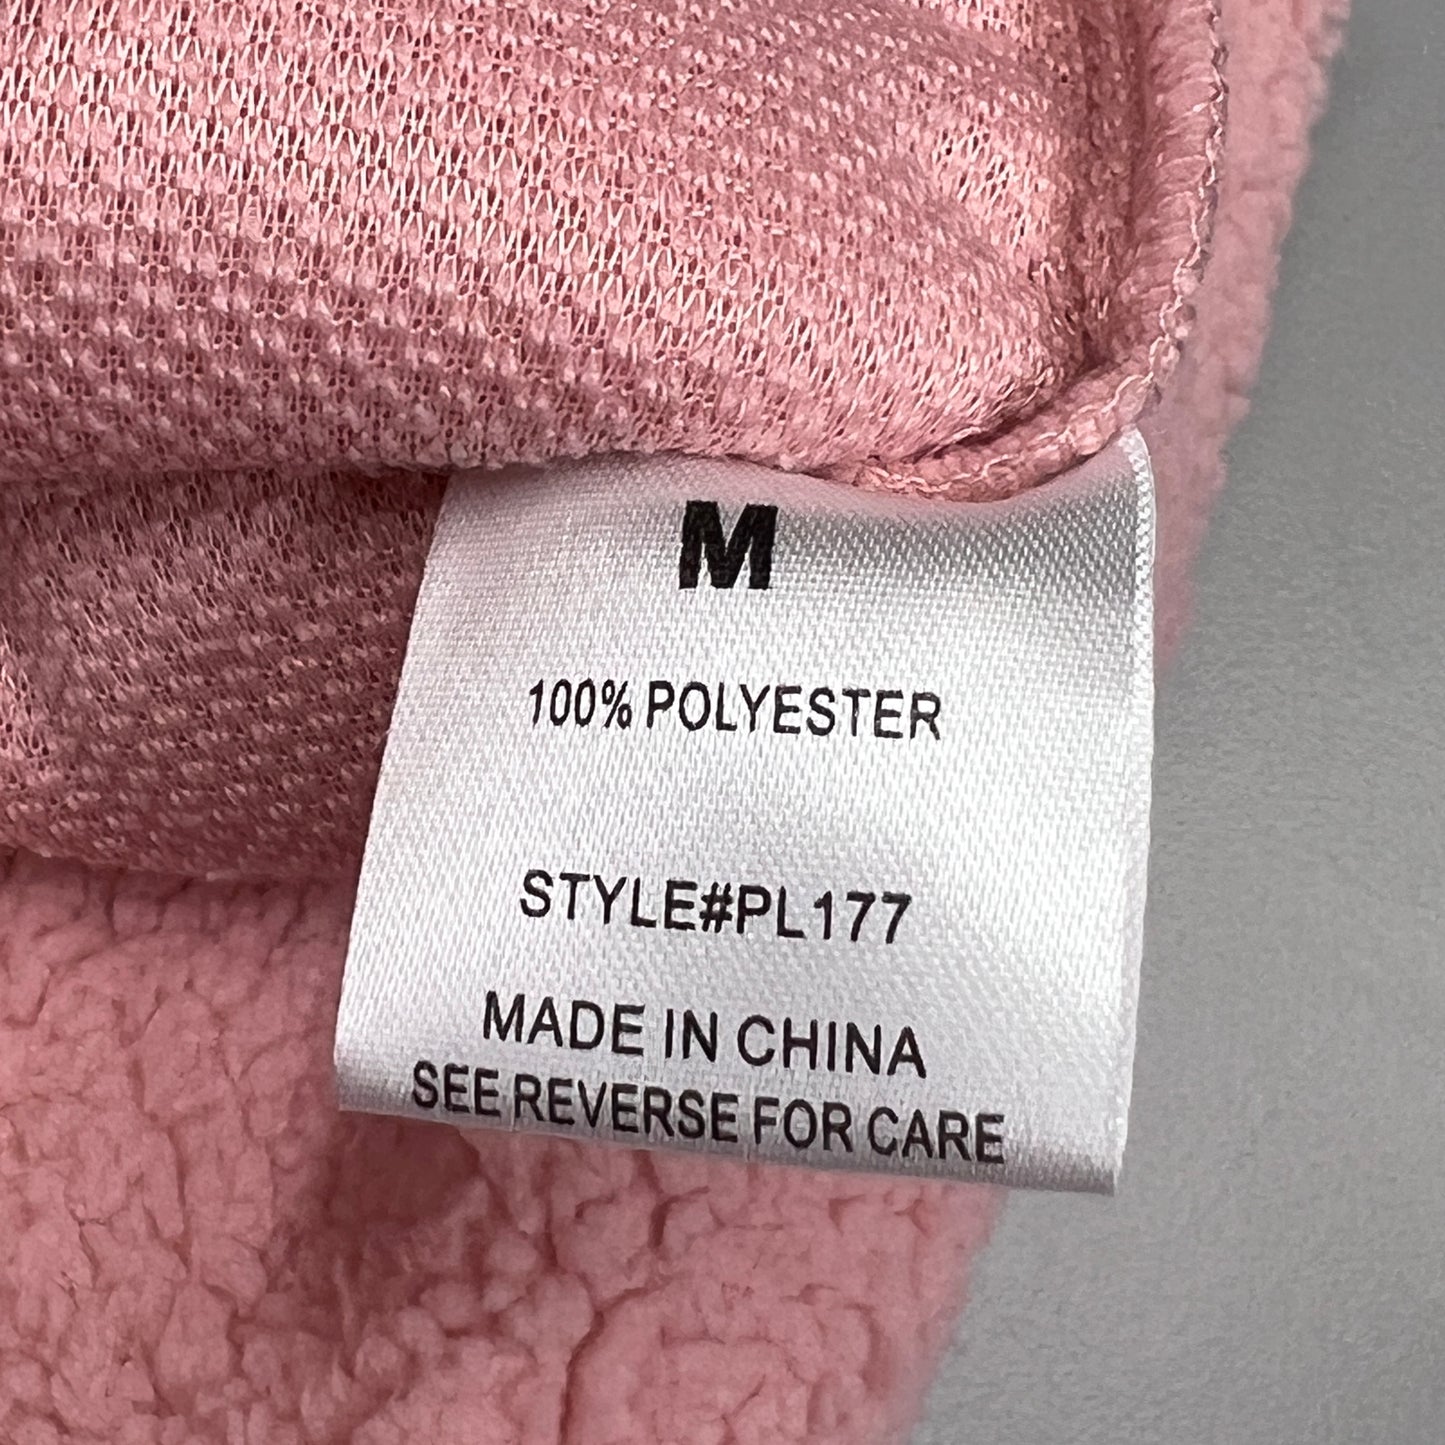 M
100% POLYESTER
STYLE#PL177
MADE IN CHINA
SEE REVERSE FOR CARE